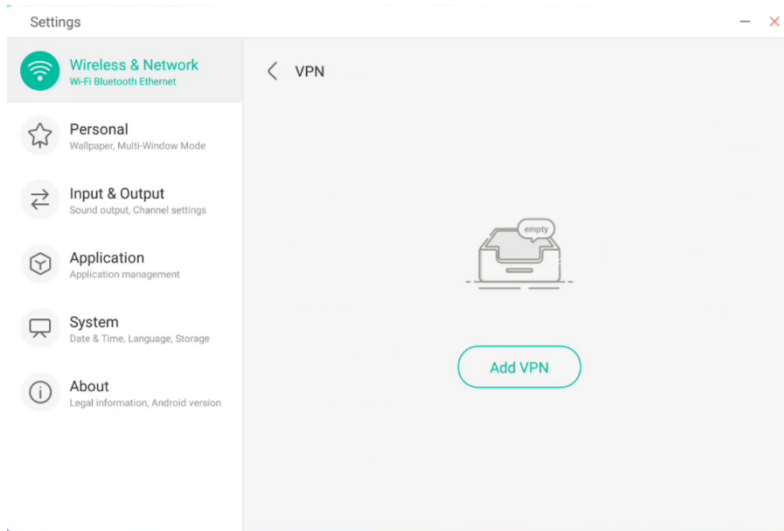 Settings
Wireless & Network
Wi-Fi Bluetooth Ethernet
Personal
Wallpaper, Multi-Window Mode
Input & Output
Sound output, Channel settings
Application
Application management
System
Date & Time, Language, Storage
About
Legal information, Android version
VPN
empty
Add VPN